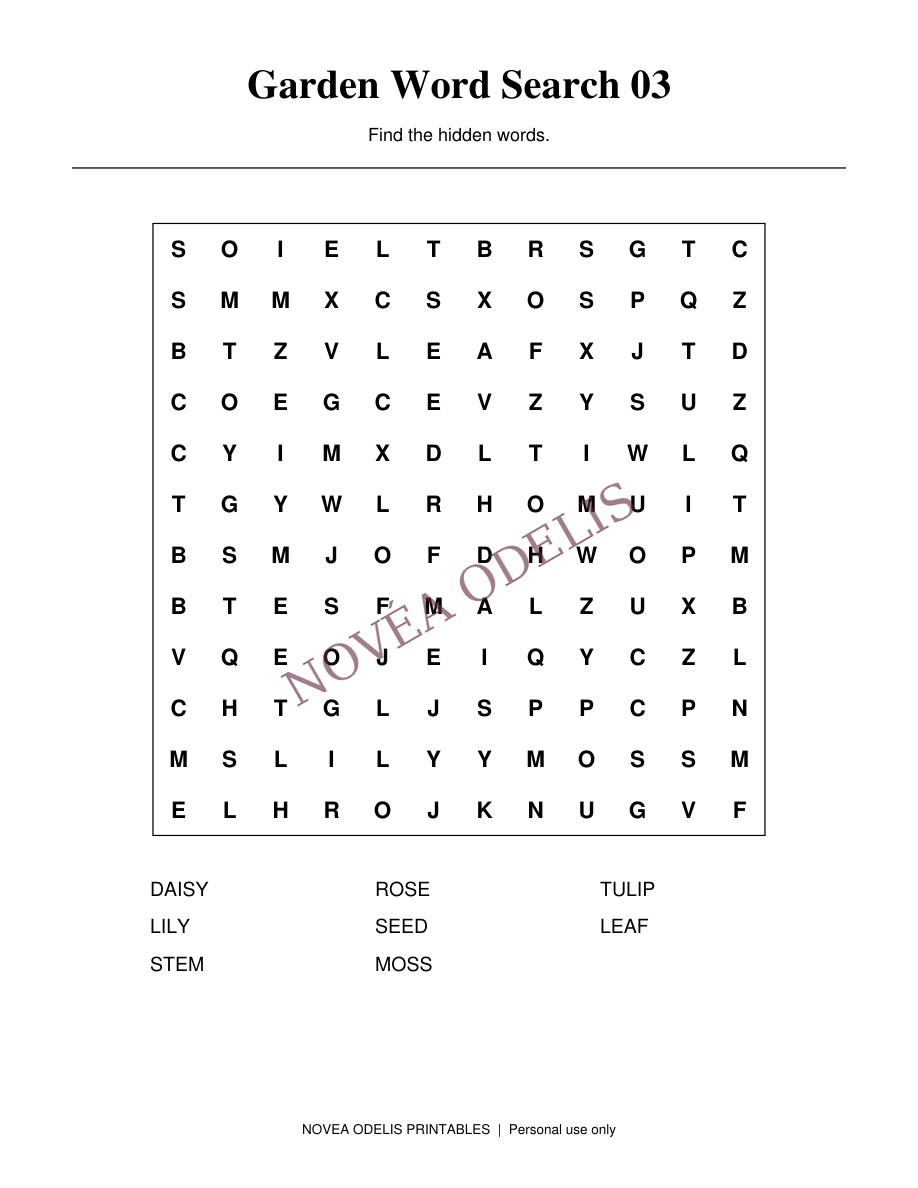 Garden Word Search 03
Find the hidden words.
S O I E L T B R S G T C
S M M X C S X O S P Q Z
B T Z V L E A F X J T D
C O E G C E V Z Y S U Z
C Y I M X D L T I W L Q
T G Y W L R H O M U I T
B S M J O F D H W O P M
B T E S F M A L Z U X B
V Q E O J E I Q Y C Z L
C H T G L J S P P C P N
M S L I L Y Y M O S S M
E L H R O J K N U G V F
NOVÉA ODELIS
DAISY ROSE TULIP
LILY SEED LEAF
STEM MOSS
NOVEA ODELIS PRINTABLES | Personal use only